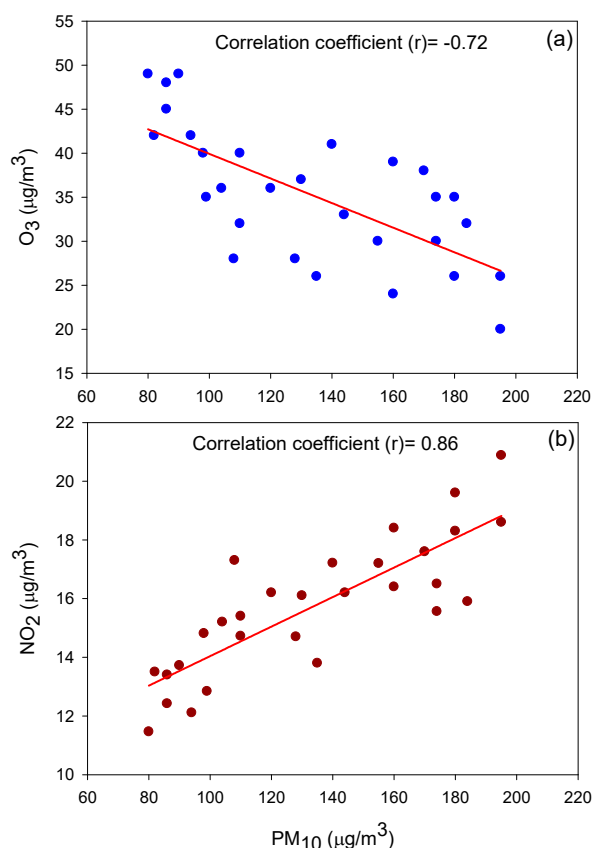 Correlation coefficient (r)= -0.72
(a)
55
50
45
40
35
30
25
20
15
O3 (μg/m3)
60 80 100 120 140 160 180 200 220
Correlation coefficient (r)= 0.86
(b)
22
20
18
16
14
12
10
NO2 (μg/m3)
60 80 100 120 140 160 180 200 220
PM10 (μg/m3)